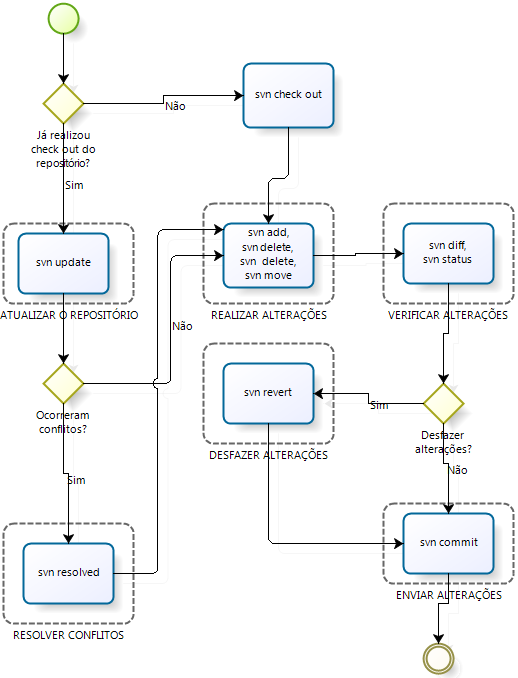 svn check out
Não
Já realizou
check out do
repositório?
Sim
svn update
ATUALIZAR O REPOSITÓRIO
svn add,
svn delete,
svn  delete,
svn move
REALIZAR ALTERAÇÕES
svn diff,
svn status
VERIFICAR ALTERAÇÕES
Não
Ocorreram
conflitos?
Sim
svn revert
DESFAZER ALTERAÇÕES
Sim
Desfazer
alterações?
Não
svn resolved
RESOLVER CONFLITOS
svn commit
ENVIAR ALTERAÇÕES